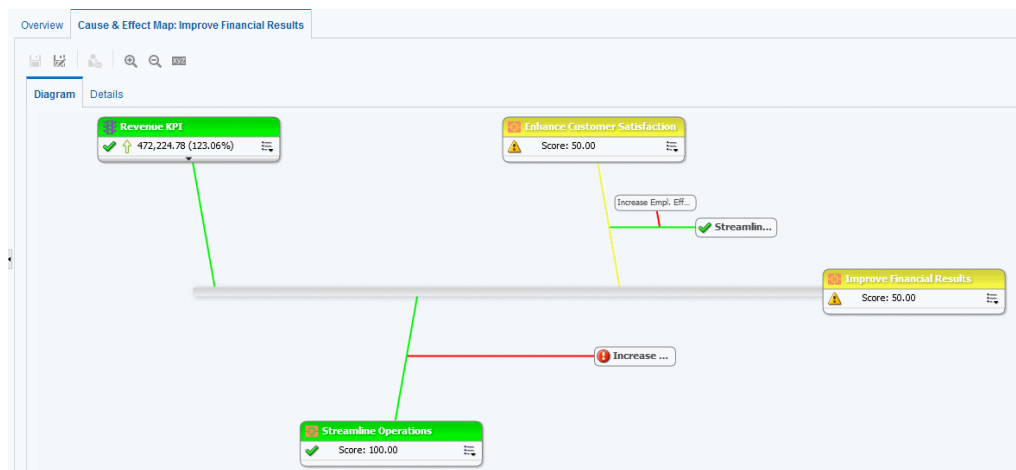 Overview
Cause & Effect Map: Improve Financial Results
Diagram
Details
Revenue KPI
472,224.78 (123.06%)
Enhance Customer Satisfaction
Score: 50.00
Increase Empl. Eff...
Streamlin...
Improve Financial Results
Score: 50.00
Increase ...
Streamline Operations
Score: 100.00